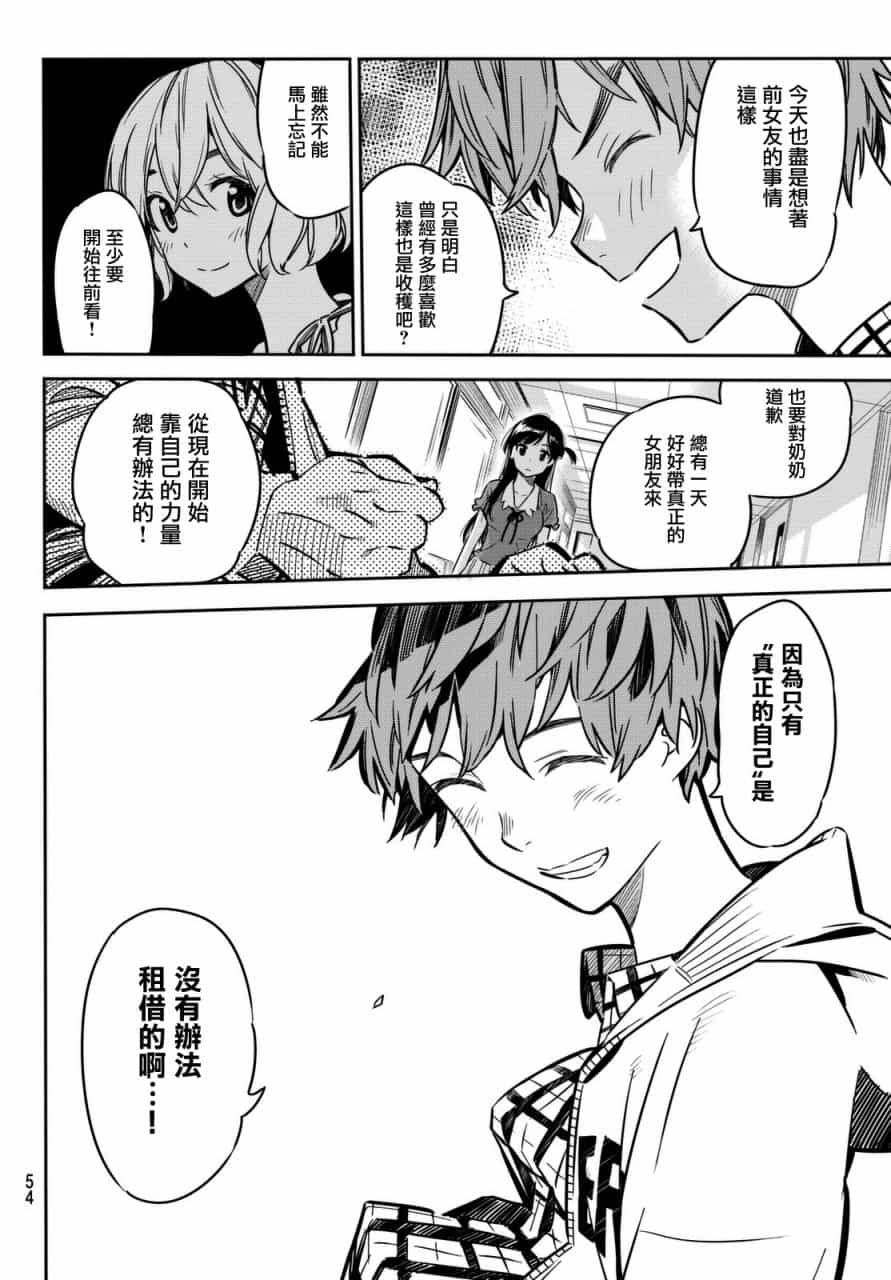 今天也盡是想著
前女友的事情
這樣
只是明白
曾經有多麼喜歡
這樣也是收穫吧？
雖然不能
馬上忘記
至少要
開始往前看！
也要對奶奶
道歉
總有一天
好好帶真正的
女朋友來
從現在開始
靠自己的力量
總有辦法的！
因為只有
"真正的自己"是
沒有辦法
租借的啊…！
54